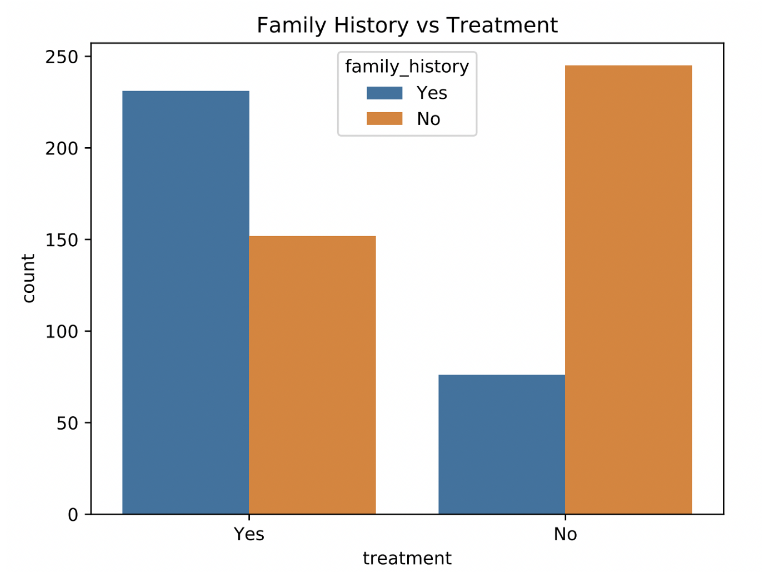 Family History vs Treatment
family_history
Yes
No
250
200
150
100
50
0
count
Yes No
treatment